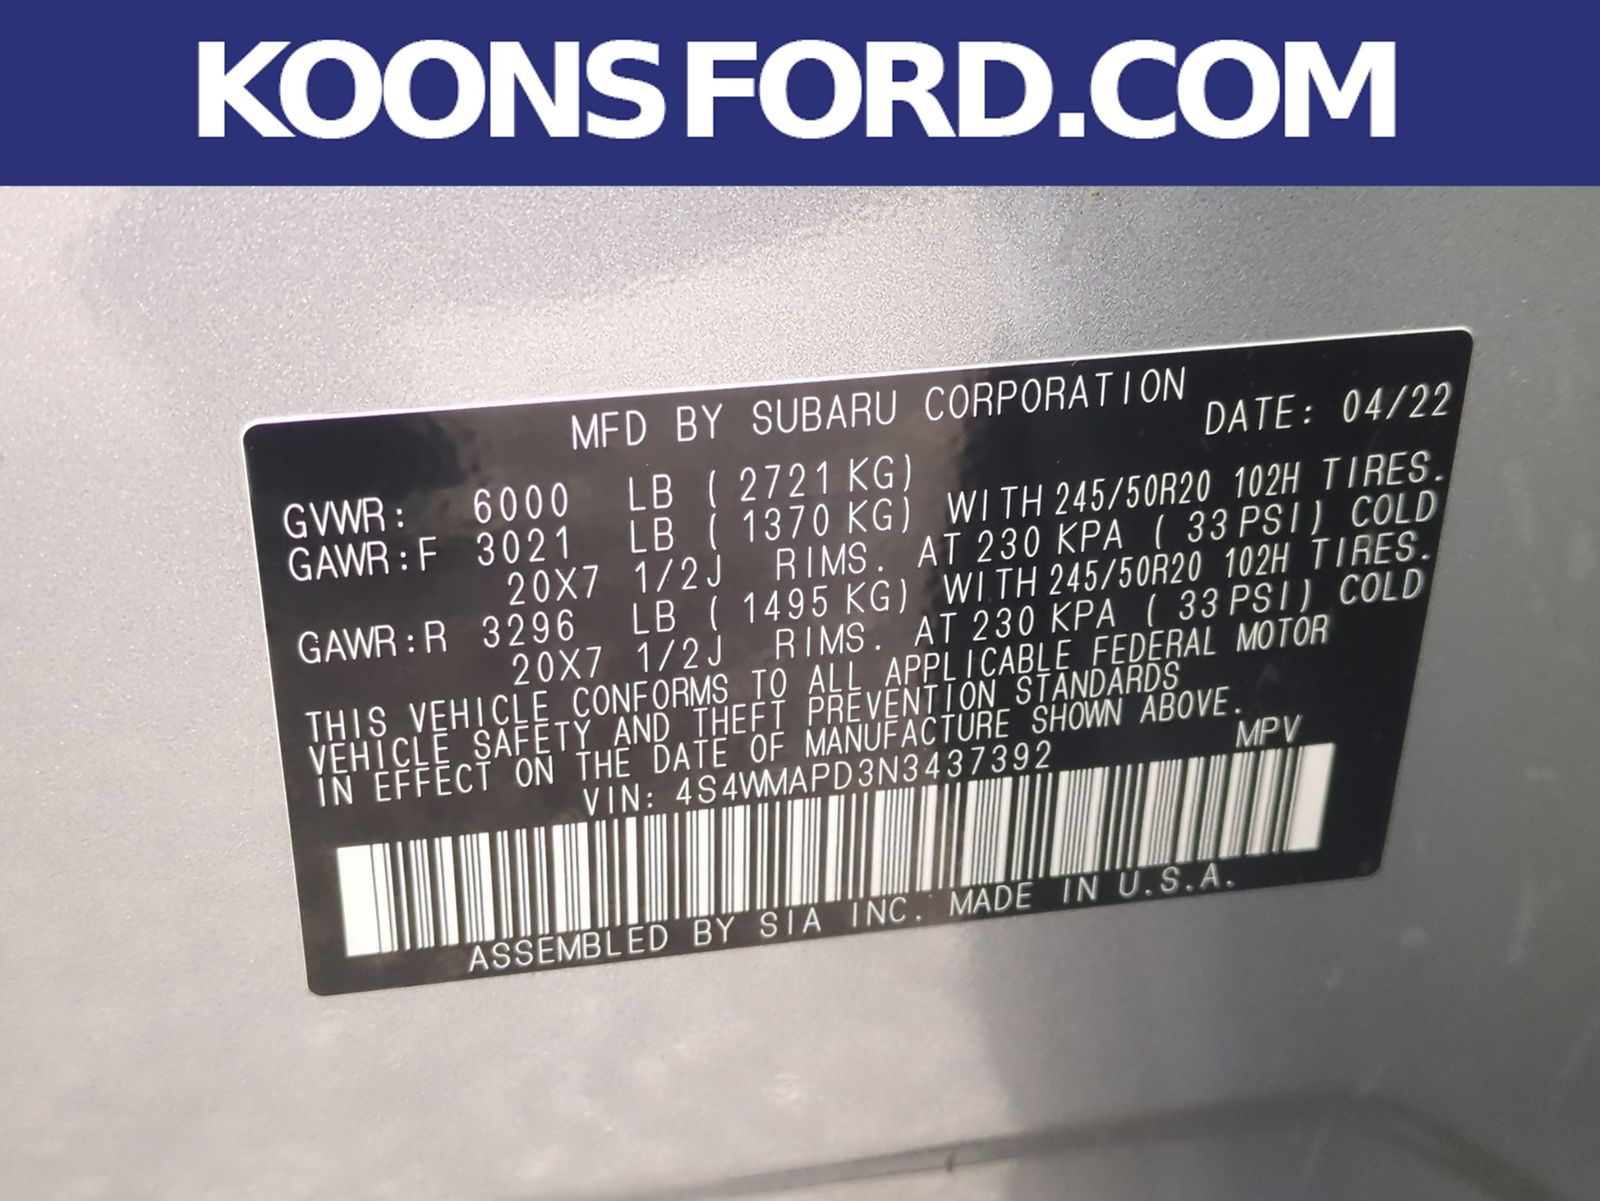 KOONSFORD.COM
MFD BY SUBARU CORPORATION DATE: 04/22
GVWR: 6000 LB ( 2721 KG)
GAWR:F 3021 LB ( 1370 KG) WITH 245/50R20 102H TIRES.
20X7 1/2J RIMS. AT 230 KPA ( 33 PSI) COLD
GAWR:R 3296 LB ( 1495 KG) WITH 245/50R20 102H TIRES.
20X7 1/2J RIMS. AT 230 KPA ( 33 PSI) COLD
THIS VEHICLE CONFORMS TO ALL APPLICABLE FEDERAL MOTOR
VEHICLE SAFETY AND THEFT PREVENTION STANDARDS
IN EFFECT ON THE DATE OF MANUFACTURE SHOWN ABOVE.
VIN: 4S4WMAPD3N3437392 MPV
ASSEMBLED BY SIA INC. MADE IN U.S.A.